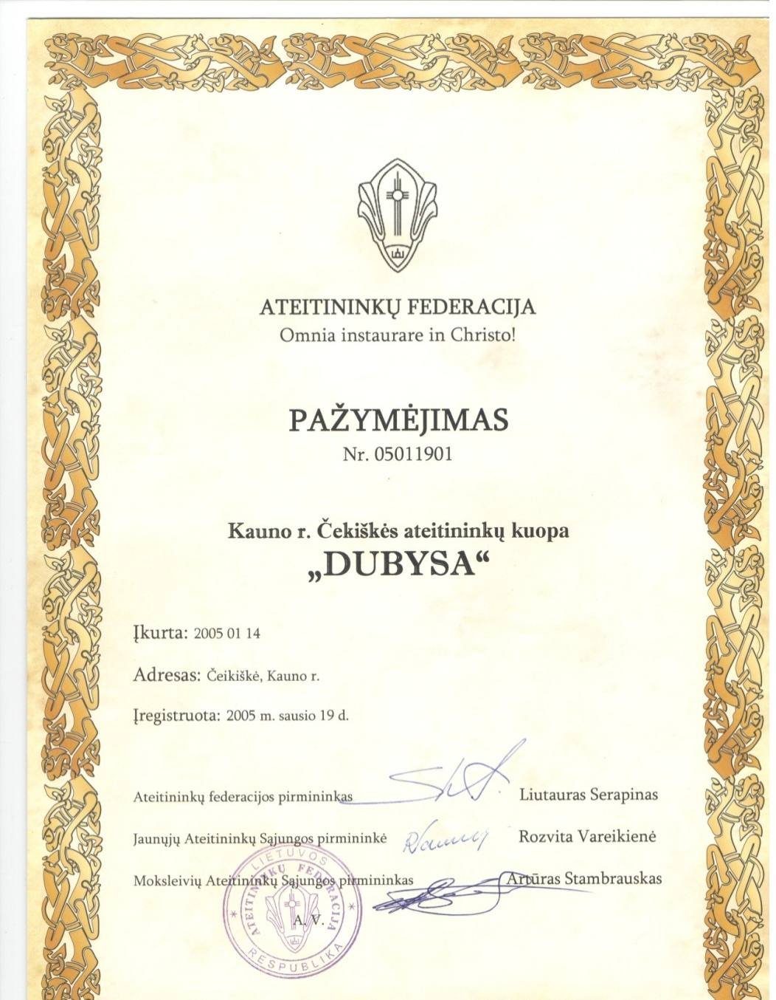 ATEITININKŲ FEDERACIJA
Omnia instaurare in Christo!
PAŽYMĖJIMAS
Nr. 05011901
Kauno r. Čekiškės ateitininkų kuopa
„DUBYSA“
Įkurta: 2005 01 14
Adresas: Čeikiškė, Kauno r.
Įregistruota: 2005 m. sausio 19 d.
Ateitininkų federacijos pirmininkas Liutauras Serapinas
Jaunųjų Ateitininkų Sąjungos pirmininkė Rozvita Vareikienė
Moksleivių Ateitininkų Sąjungos pirmininkas Artūras Stambrauskas
A. V.
LIETUVOS
ATEITININKŲ FEDERACIJA
RESPUBLIKA